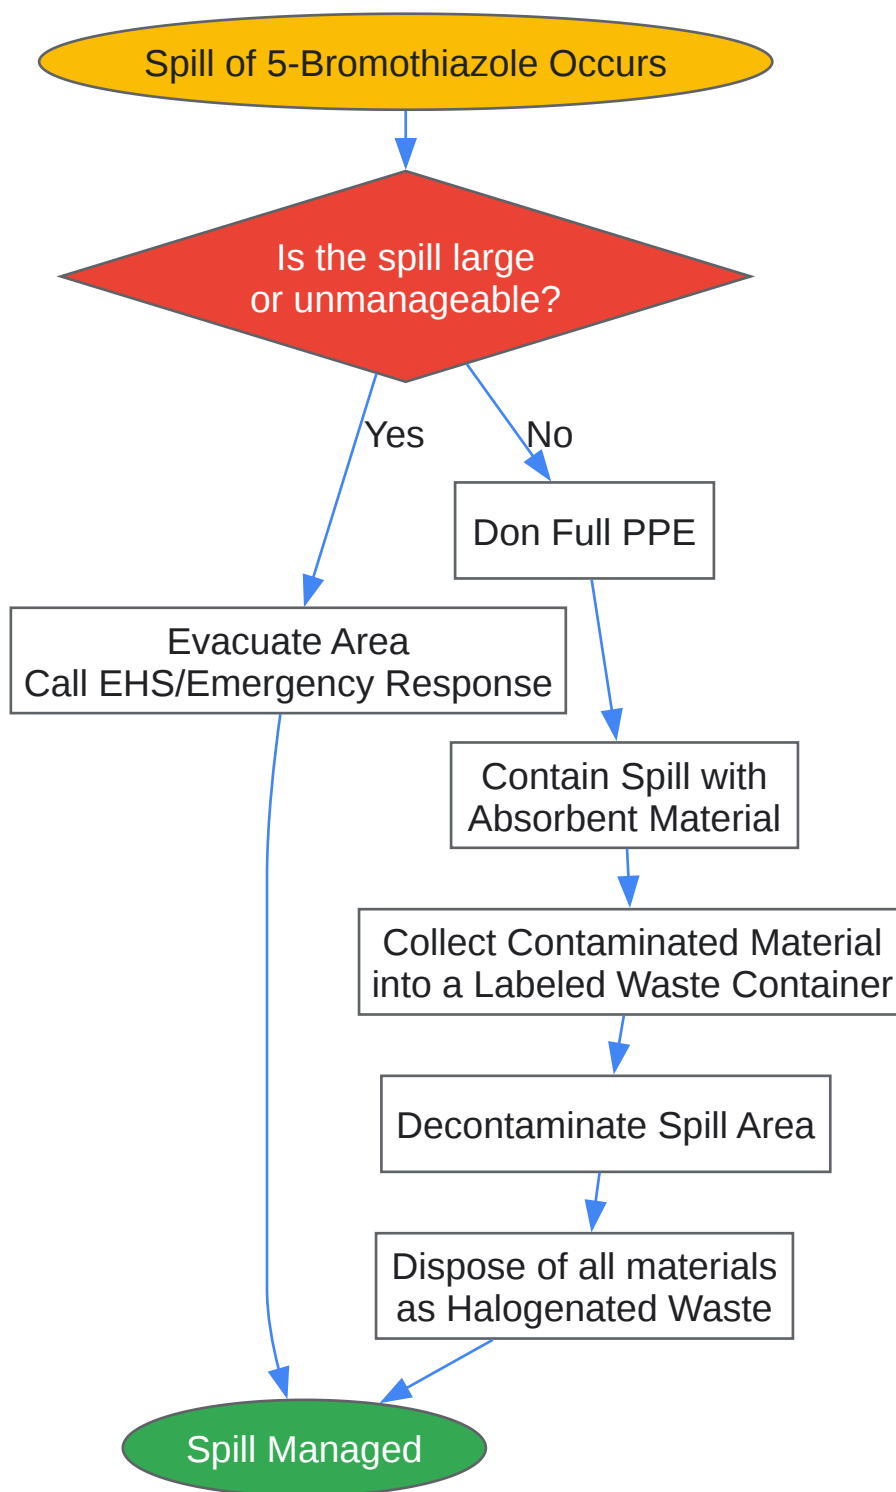 Spill of 5-Bromothiazole Occurs
Is the spill large
or unmanageable?
Yes
No
Don Full PPE
Evacuate Area
Call EHS/Emergency Response
Contain Spill with
Absorbent Material
Collect Contaminated Material
into a Labeled Waste Container
Decontaminate Spill Area
Dispose of all materials
as Halogenated Waste
Spill Managed